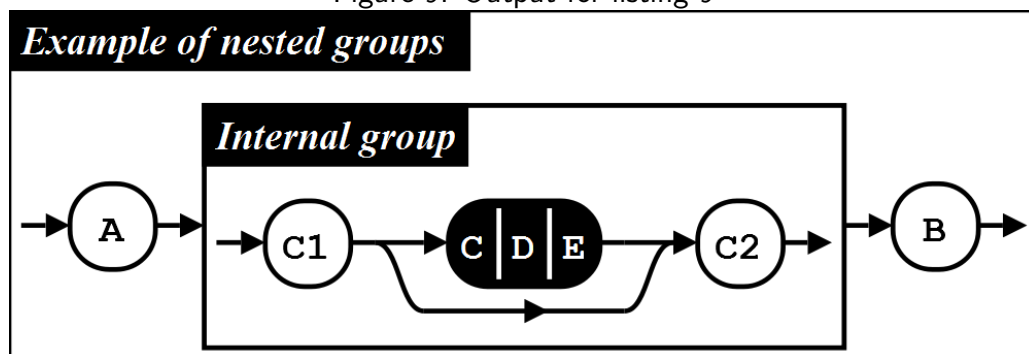 Figure 9: Output for listing 9
Example of nested groups
Internal group
A C1 C D E C2 B